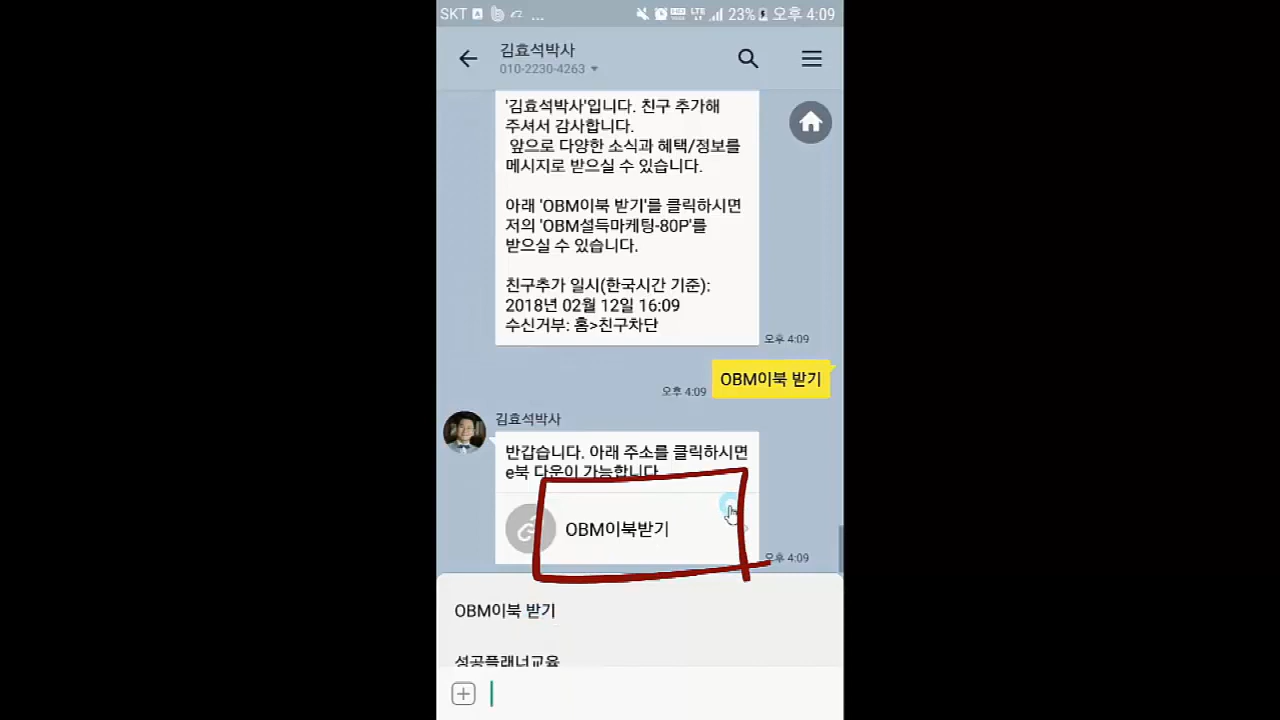 SKT
...
23% 오후 4:09
김효석박사
010-2230-4263
'김효석박사'입니다. 친구 추가해
주셔서 감사합니다.
앞으로 다양한 소식과 혜택/정보를
메시지로 받으실 수 있습니다.
아래 'OBM이북 받기'를 클릭하시면
저의 'OBM설득마케팅-80P'를
받으실 수 있습니다.
친구추가 일시(한국시간 기준):
2018년 02월 12일 16:09
수신거부: 홈>친구차단
오후 4:09
OBM이북 받기
오후 4:09
김효석박사
반갑습니다. 아래 주소를 클릭하시면
e북 다운이 가능합니다.
OBM이북받기
오후 4:09
OBM이북 받기
성공플래너교육